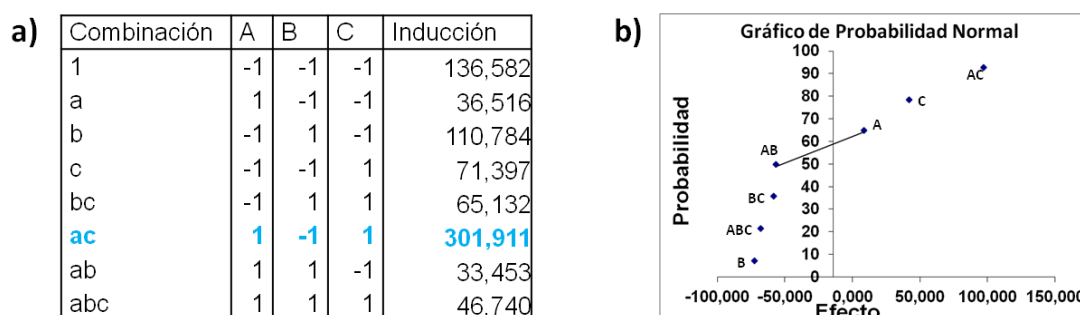 a)
Combinación A B C Inducción
1 -1 -1 -1 136,582
a 1 -1 -1 36,516
b -1 1 -1 110,784
c -1 -1 1 71,397
bc -1 1 1 65,132
ac 1 -1 1 301,911
ab 1 1 -1 33,453
abc 1 1 1 46,740
b)
Gráfico de Probabilidad Normal
Probabilidad
100
90
80
70
60
50
40
30
20
10
0
AC
C
A
AB
BC
ABC
B
-100,000 -50,000 0,000 50,000 100,000 150,000
Efecto